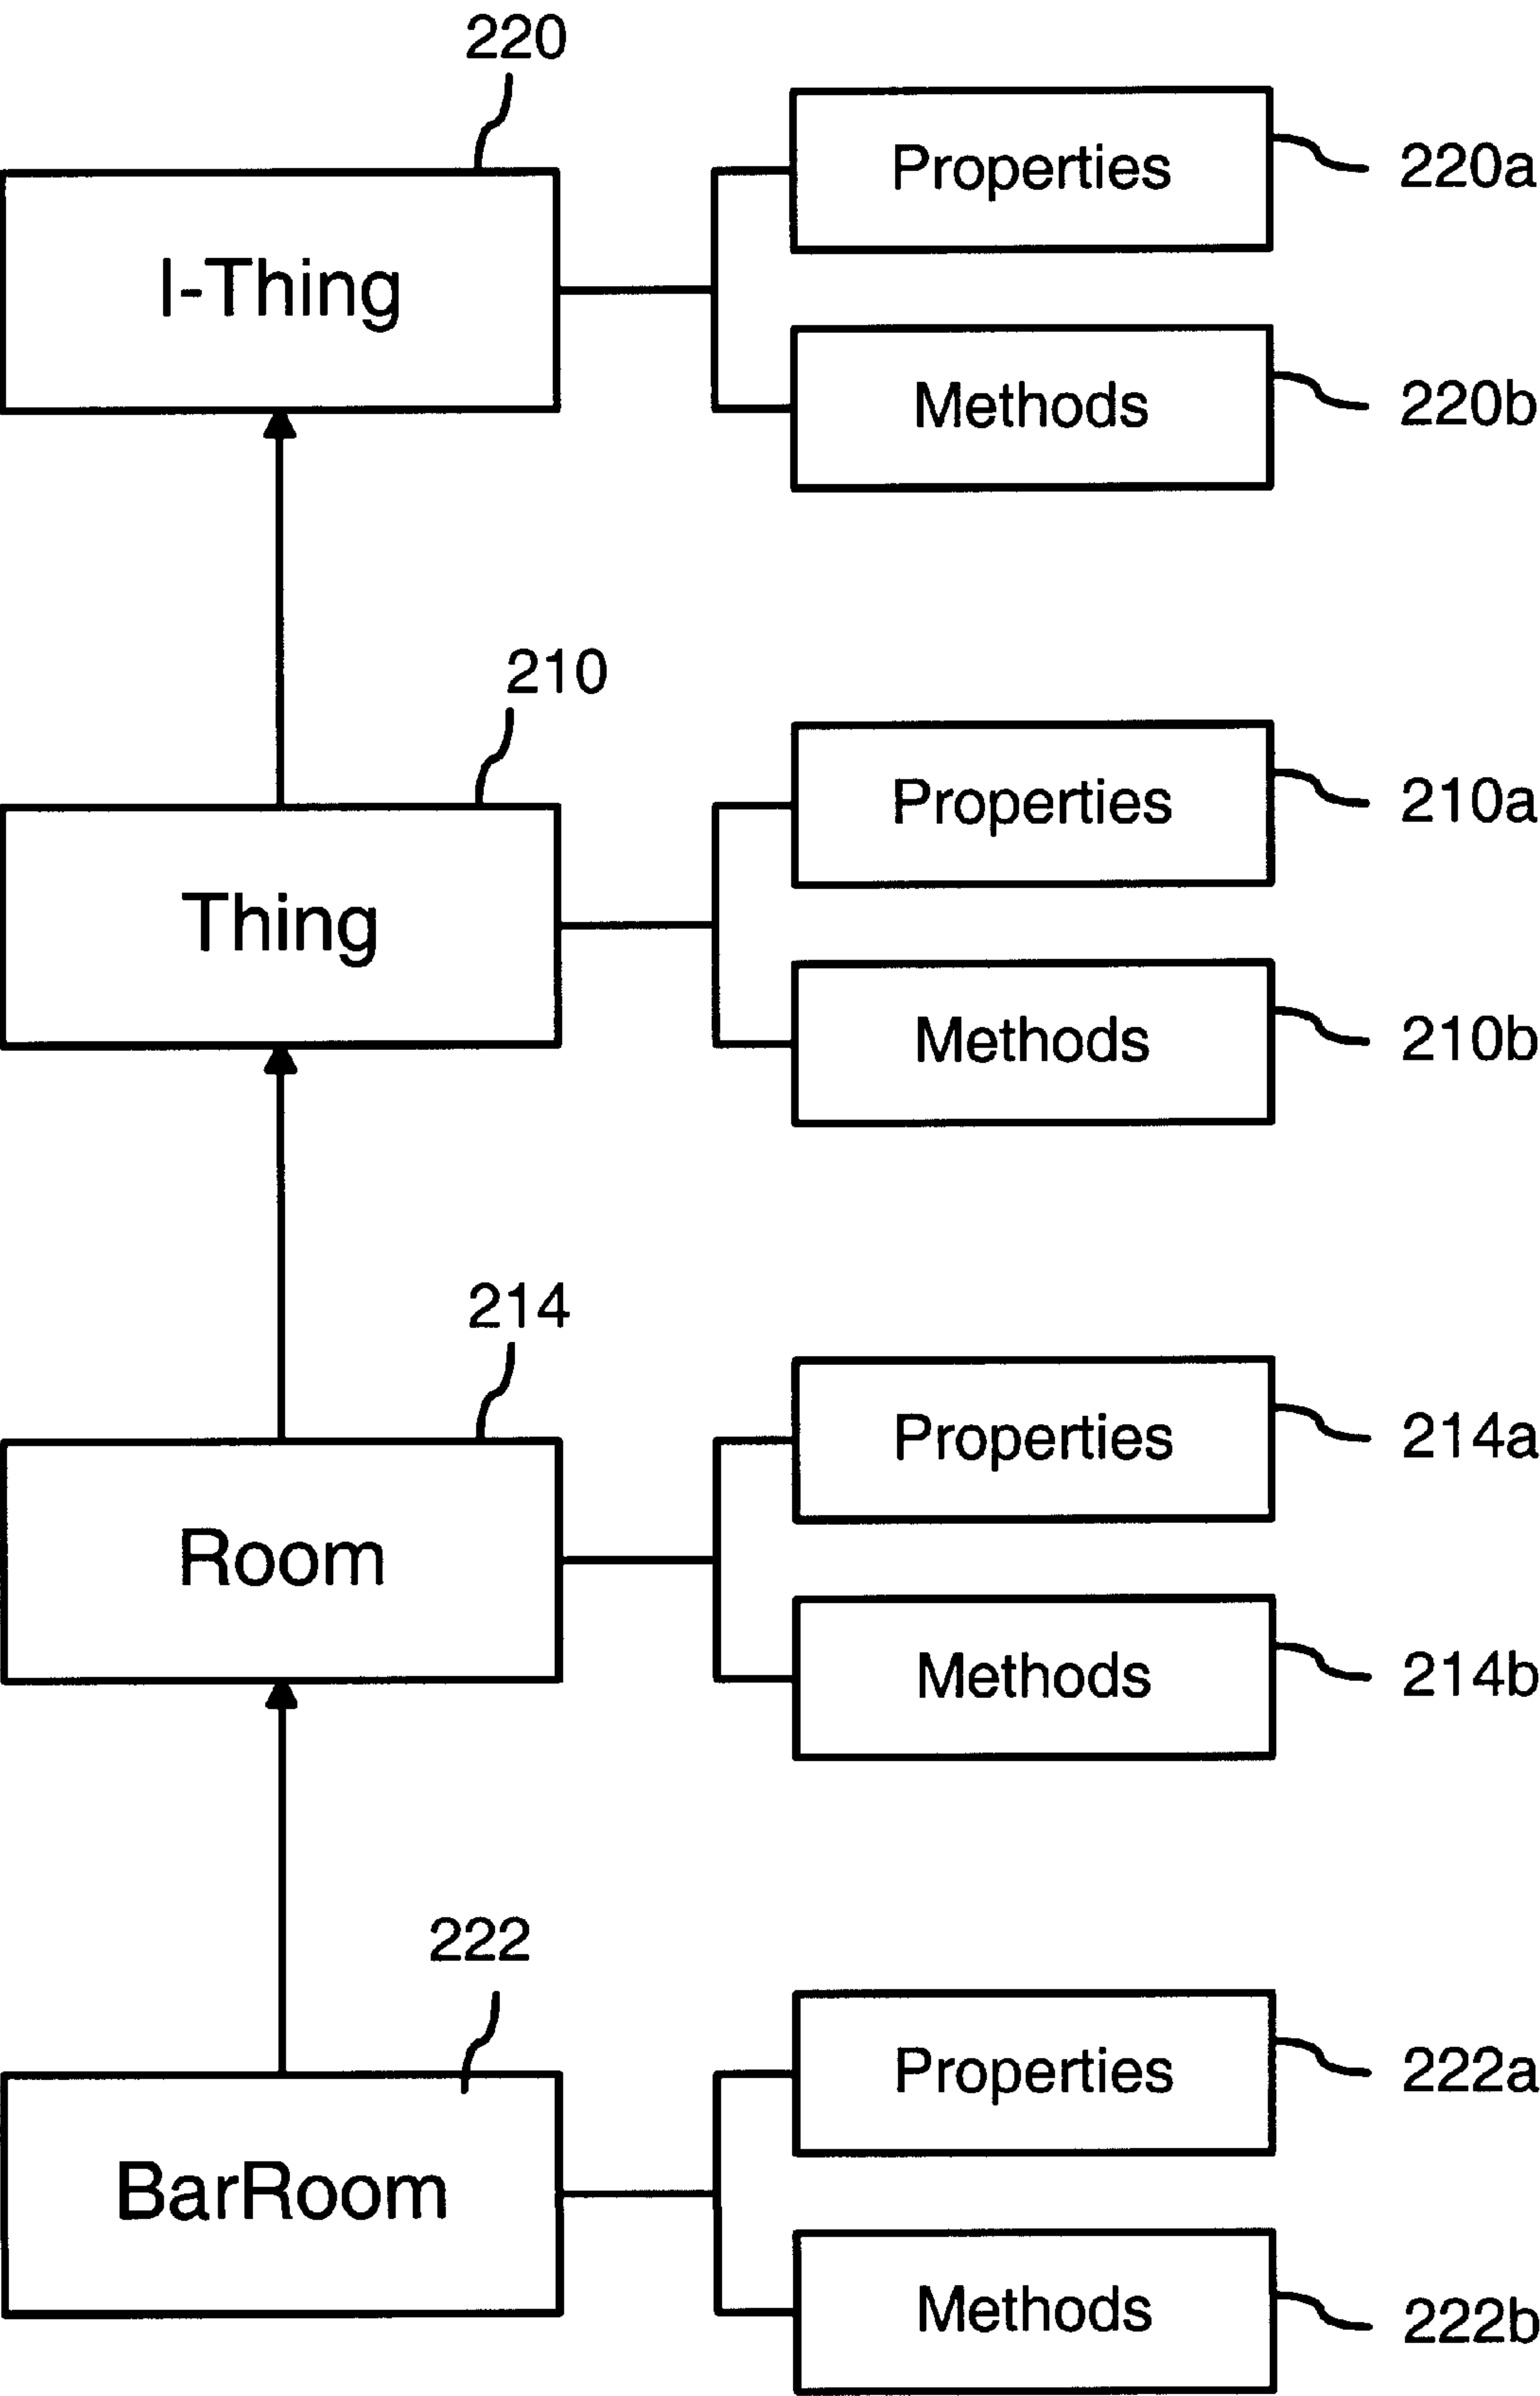 220
Properties
220a
I-Thing
Methods
220b
210
Properties
210a
Thing
Methods
210b
214
Properties
214a
Room
Methods
214b
222
Properties
222a
BarRoom
Methods
222b